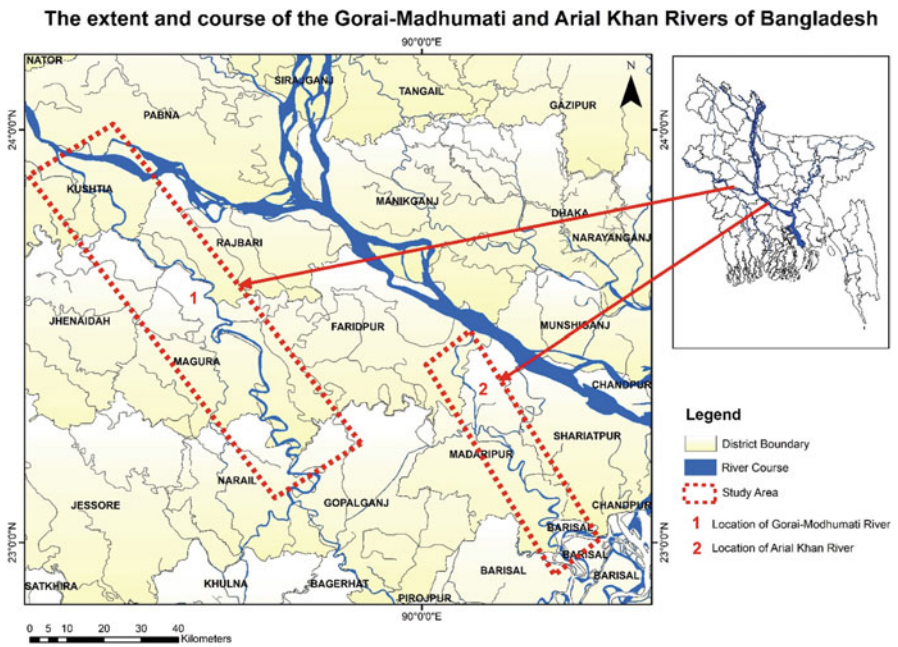 The extent and course of the Gorai-Madhumati and Arial Khan Rivers of Bangladesh
90°0'0"E
NATOR
SIRAJGANJ
TANGAIL
N
GAZIPUR
PABNA
24°0'0"N
24°0'0"N
KUSHTIA
MANIKGANJ
DHAKA
RAJBARI
NARAYANGANJ
1
JHENAIDAH
FARIDPUR
MUNSHIGANJ
MAGURA
2
CHANDPUR
SHARIATPUR
MADARIPUR
NARAIL
JESSORE
GOPALGANJ
CHANDPUR
BARISAL
23°0'0"N
23°0'0"N
BARISAL
BARISAL
BARISAL
SATKHIRA
KHULNA
BAGERHAT
PIROJPUR
90°0'0"E
0 5 10 20 30 40
Kilometers
Legend
District Boundary
River Course
Study Area
1 Location of Gorai-Modhumati River
2 Location of Arial Khan River